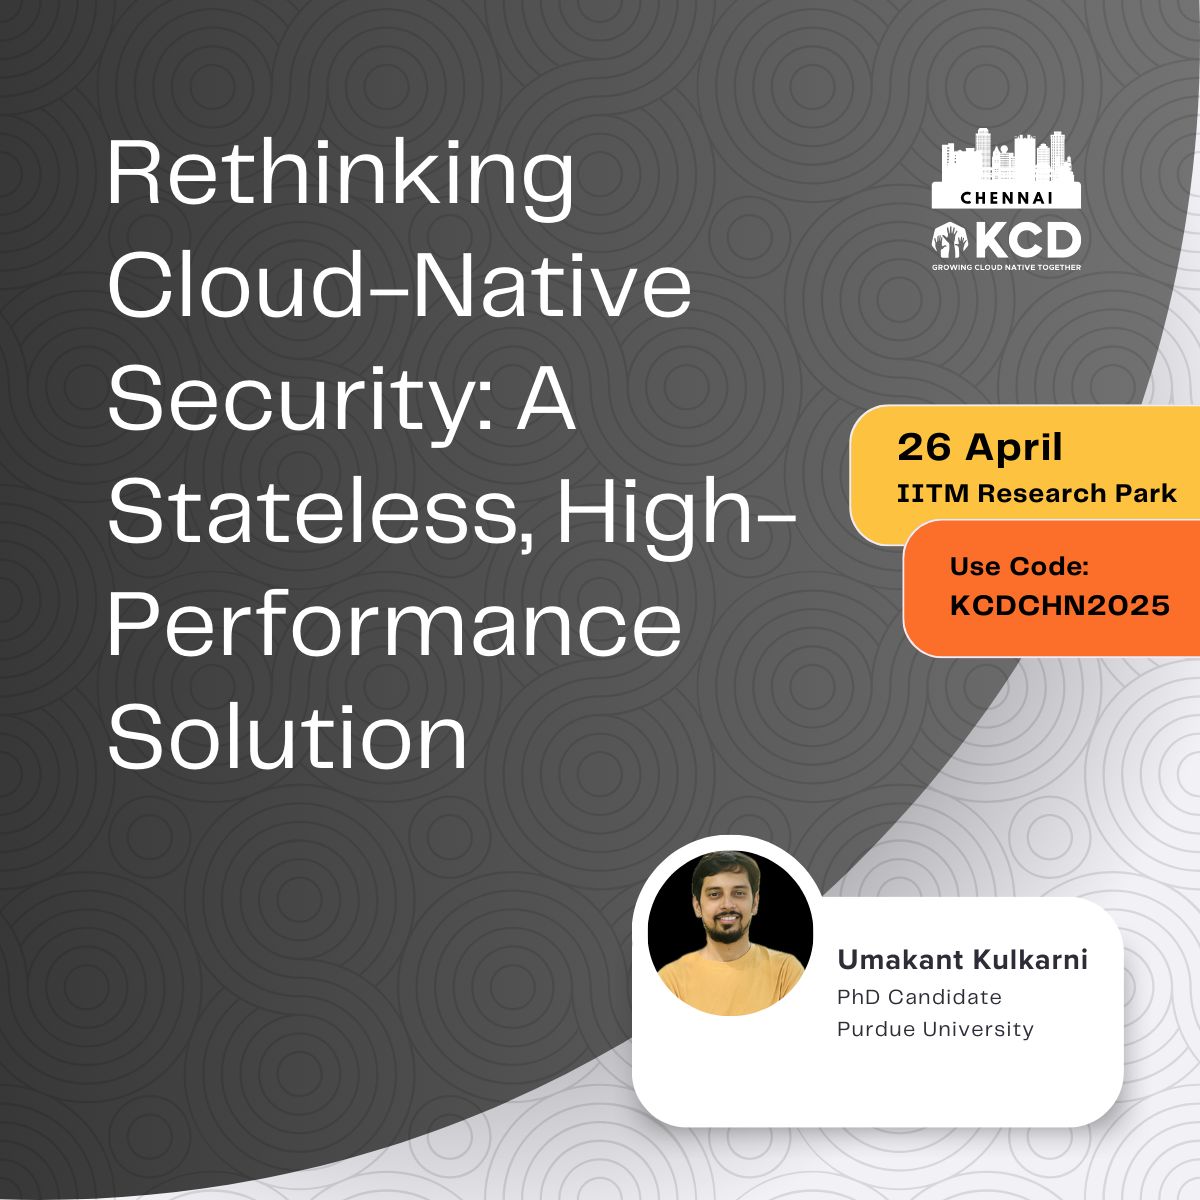 Rethinking
Cloud-Native
Security: A
Stateless, High-
Performance
Solution
CHENNAI
KCD
GROWING CLOUD NATIVE TOGETHER
26 April
IITM Research Park
Use Code:
KCDCHN2025
Umakant Kulkarni
PhD Candidate
Purdue University